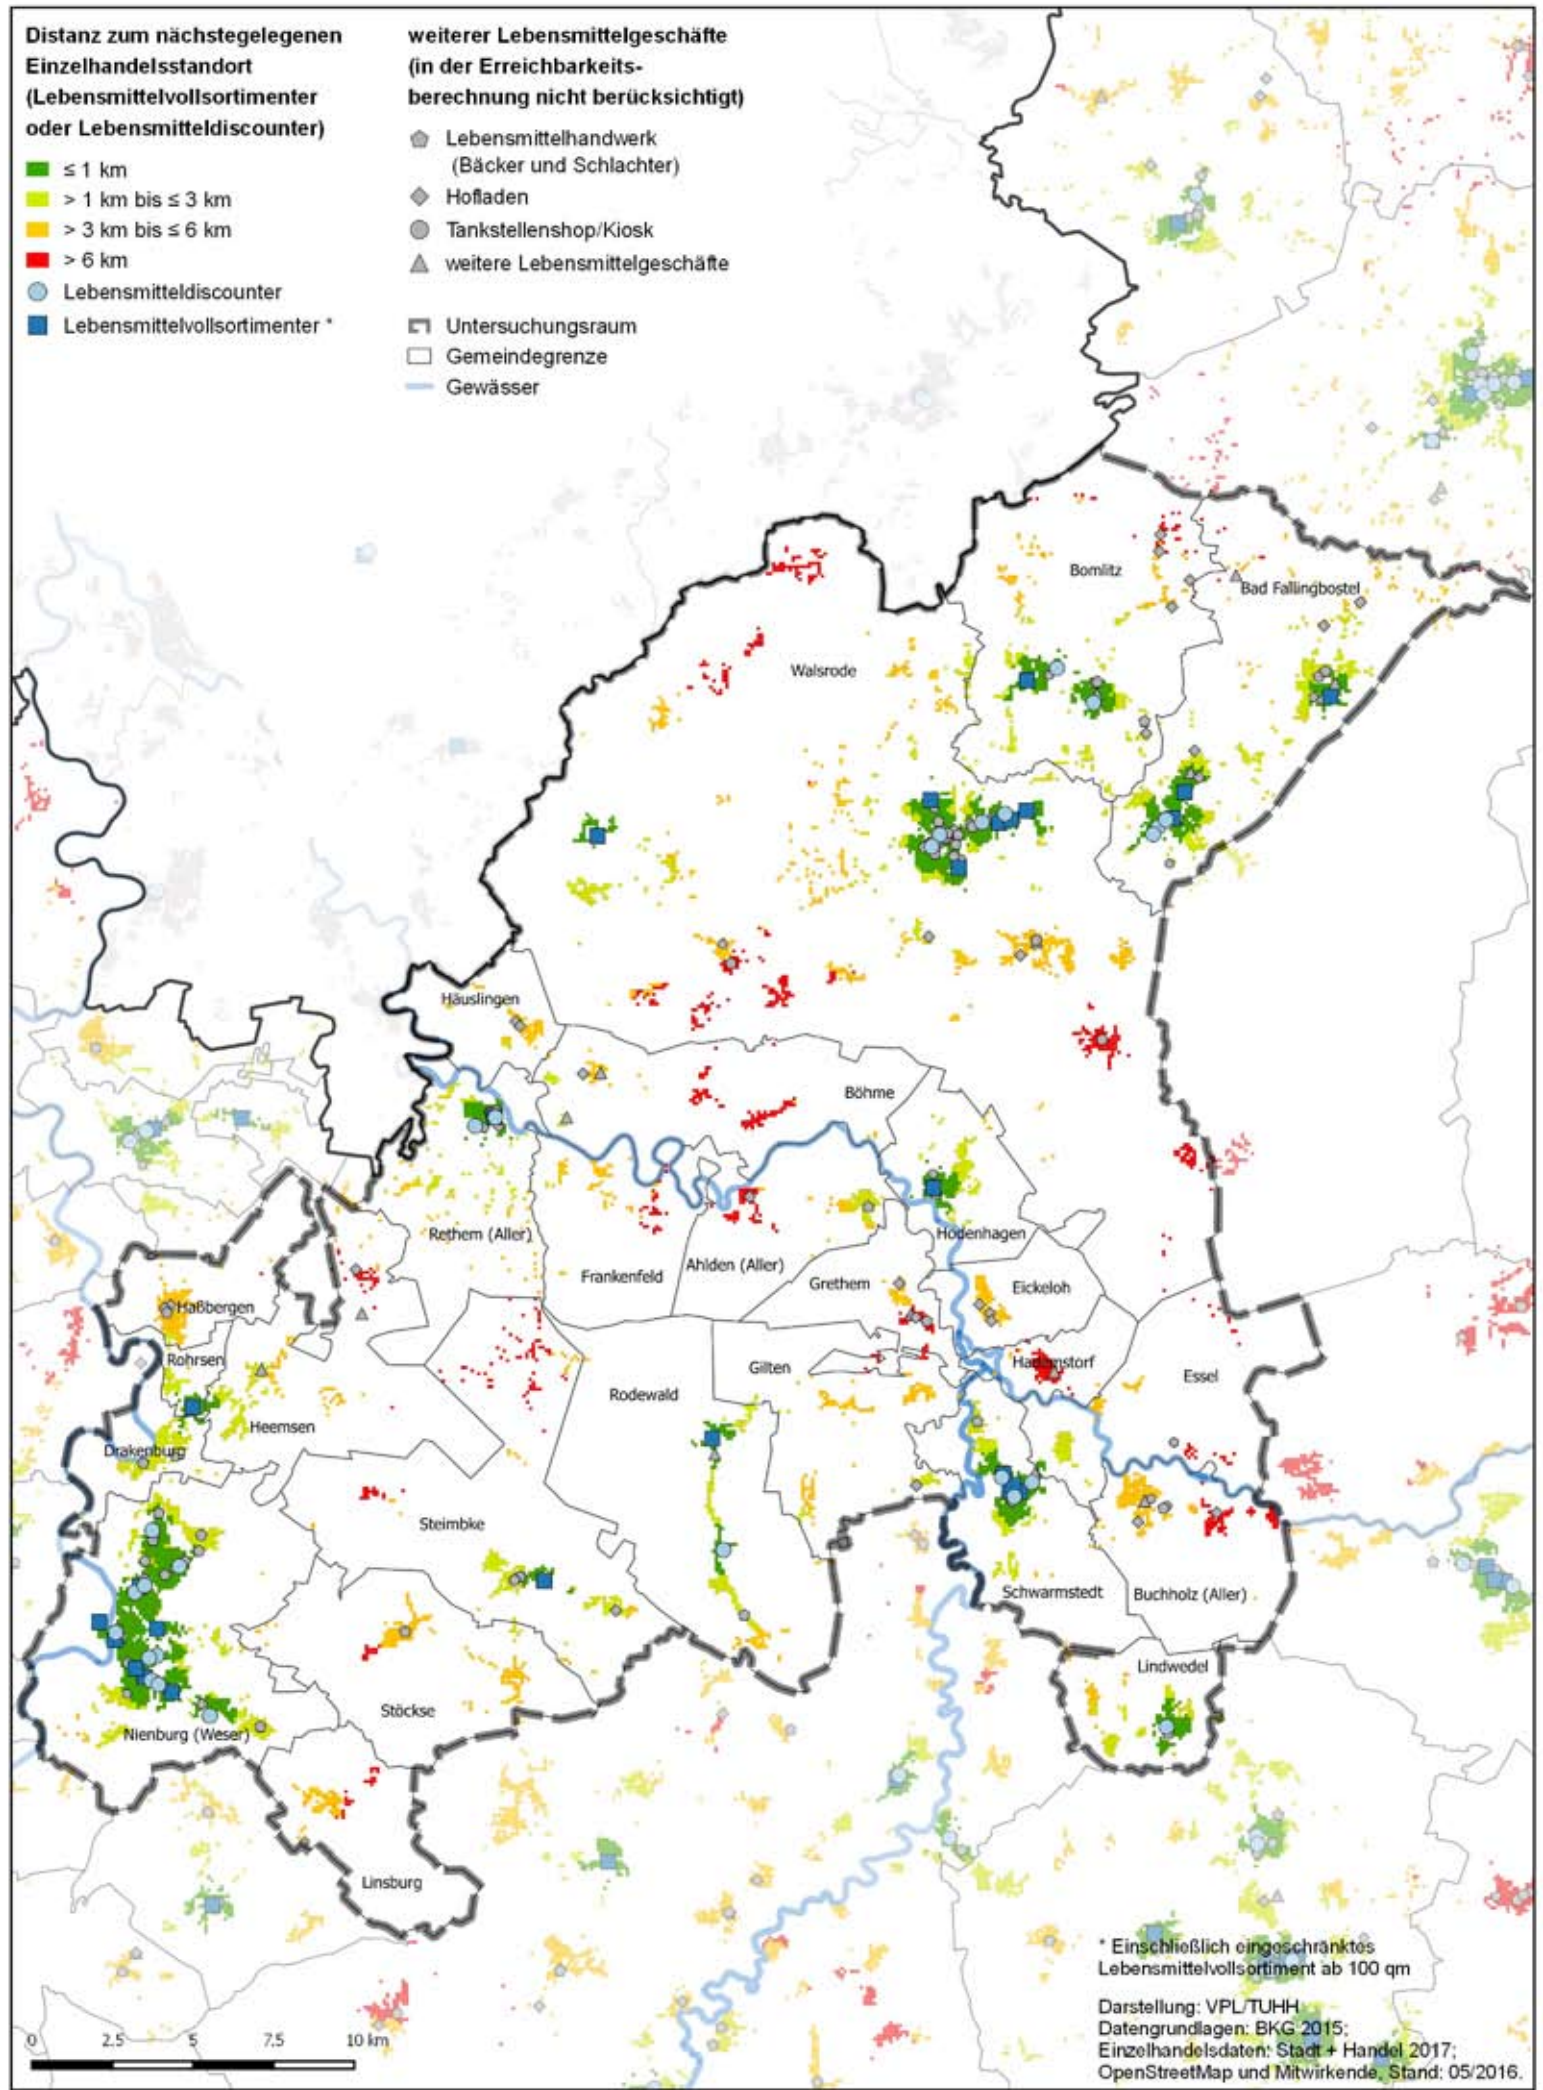 Distanz zum nächstegelegenen
Einzelhandelsstandort
(Lebensmittelvollsortimenter
oder Lebensmitteldiscounter)
≤ 1 km
> 1 km bis ≤ 3 km
> 3 km bis ≤ 6 km
> 6 km
Lebensmitteldiscounter
Lebensmittelvollsortimenter *
weiterer Lebensmittelgeschäfte
(in der Erreichbarkeits-
berechnung nicht berücksichtigt)
Lebensmittelhandwerk
(Bäcker und Schlachter)
Hofladen
Tankstellenshop/Kiosk
weitere Lebensmittelgeschäfte
Untersuchungsraum
Gemeindegrenze
Gewässer
Bomlitz
Bad Fallingbostel
Walsrode
Häuslingen
Böhme
Rethem (Aller)
Hodenhagen
Frankenfeld
Ahlden (Aller)
Grethem
Eickeloh
Haßbergen
Rohrsen
Hademstorf
Gilten
Essel
Rodewald
Heemsen
Drakenburg
Steimbke
Schwarmstedt
Buchholz (Aller)
Lindwedel
Stöckse
Nienburg (Weser)
Linsburg
* Einschließlich eingeschränktes
Lebensmittelvollsortiment ab 100 qm
Darstellung: VPL/TUHH
Datengrundlagen: BKG 2015;
Einzelhandelsdaten: Stadt + Handel 2017;
OpenStreetMap und Mitwirkende, Stand: 05/2016.
0 2.5 5 7.5 10 km